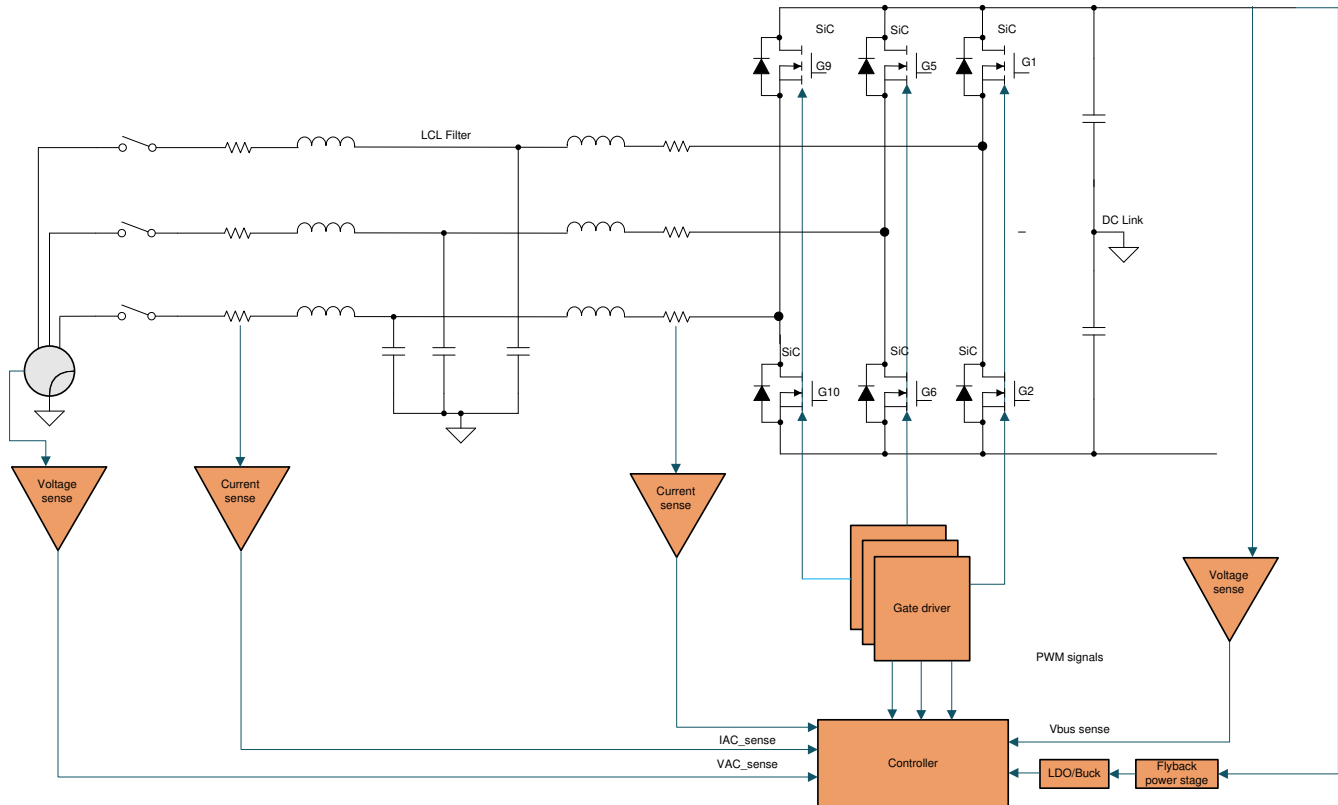 SiC
SiC
SiC
G9
G5
G1
LCL Filter
DC Link
SiC
SiC
SiC
G10
G6
G2
Voltage
sense
Current
sense
Current
sense
Voltage
sense
Gate driver
PWM signals
Vbus sense
IAC_sense
VAC_sense
Controller
LDO/Buck
Flyback
power stage